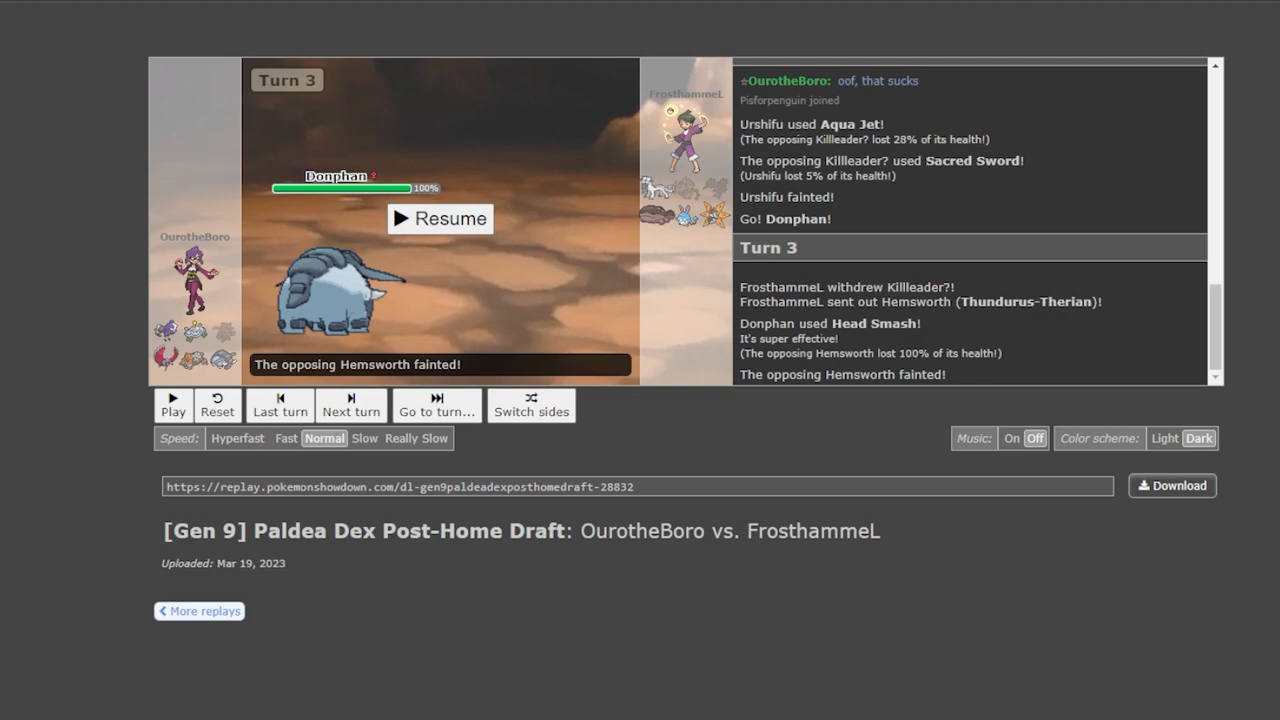 Turn 3
Donphan
100%
Resume
OurotheBoro
FrosthammeL
The opposing Hemsworth fainted!
☆OurotheBoro: oof, that sucks
Pisforpenguin joined
Urshifu used Aqua Jet!
(The opposing Killleader? lost 28% of its health!)
The opposing Killleader? used Sacred Sword!
(Urshifu lost 5% of its health!)
Urshifu fainted!
Go! Donphan!
Turn 3
FrosthammeL withdrew Killleader?!
FrosthammeL sent out Hemsworth (Thundurus-Therian)!
Donphan used Head Smash!
It's super effective!
(The opposing Hemsworth lost 100% of its health!)
The opposing Hemsworth fainted!
Play Reset Last turn Next turn Go to turn... Switch sides
Speed: Hyperfast Fast Normal Slow Really Slow
Music: On Off Color scheme: Light Dark
https://replay.pokemonshowdown.com/dl-gen9paldeadexposthomedraft-28832
Download
[Gen 9] Paldea Dex Post-Home Draft: OurotheBoro vs. FrosthammeL
Uploaded: Mar 19, 2023
More replays